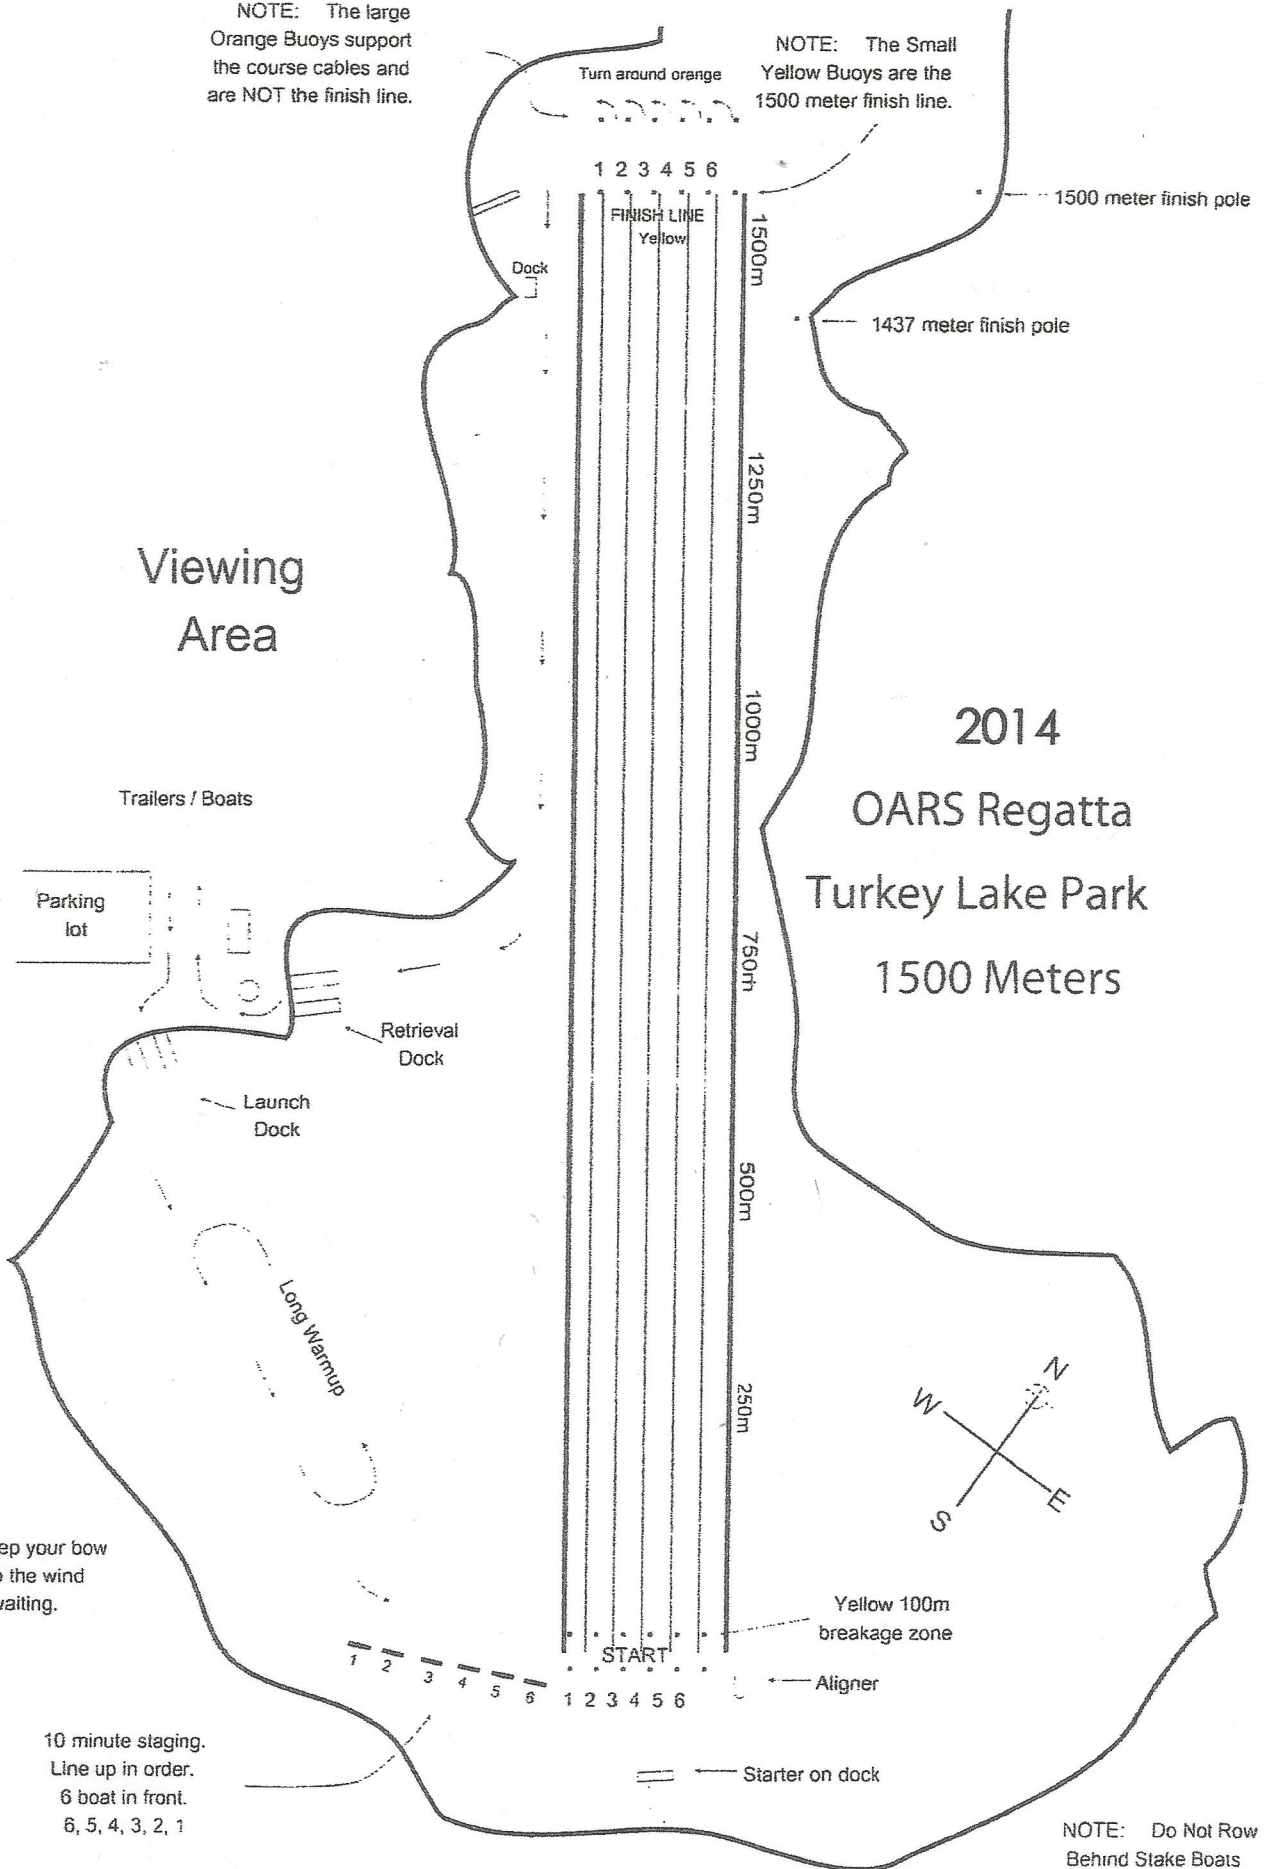 NOTE: The large
Orange Buoys support
the course cables and
are NOT the finish line.
Turn around orange
NOTE: The Small
Yellow Buoys are the
1500 meter finish line.
1 2 3 4 5 6
FINISH LINE
Yellow
1500m
1500 meter finish pole
Dock
1437 meter finish pole
1250m
Viewing
Area
1000m
2014
OARS Regatta
Turkey Lake Park
1500 Meters
Trailers / Boats
Parking
lot
750m
Retrieval
Dock
Launch
Dock
500m
Long Warmup
250m
N
W
E
S
your bow
the wind
Yellow 100m
breakage zone
START
Aligner
1 2 3 4 5 6
1 2 3 4 5 6
10 minute staging.
Line up in order.
6 boat in front.
6, 5, 4, 3, 2, 1
Starter on dock
NOTE: Do Not Row
Behind Stake Boats